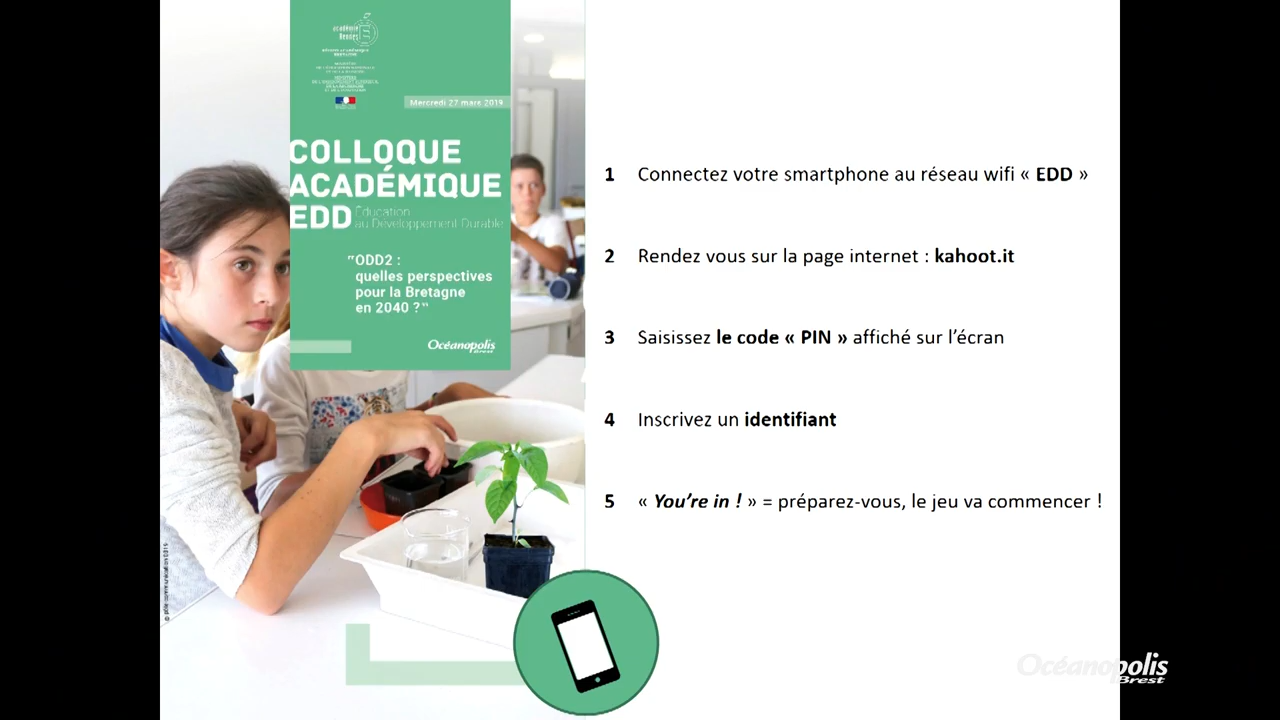 académie
Rennes
Mercredi 27 mars 2019
COLLOQUE
ACADÉMIQUE
EDD Éducation
au Développement Durable
"ODD2 :
quelles perspectives
pour la Bretagne
en 2040 ?"
Océanopolis
Brest
1 Connectez votre smartphone au réseau wifi « EDD »
2 Rendez vous sur la page internet : kahoot.it
3 Saisissez le code « PIN » affiché sur l'écran
4 Inscrivez un identifiant
5 « You're in ! » = préparez-vous, le jeu va commencer !
Océanopolis
Brest